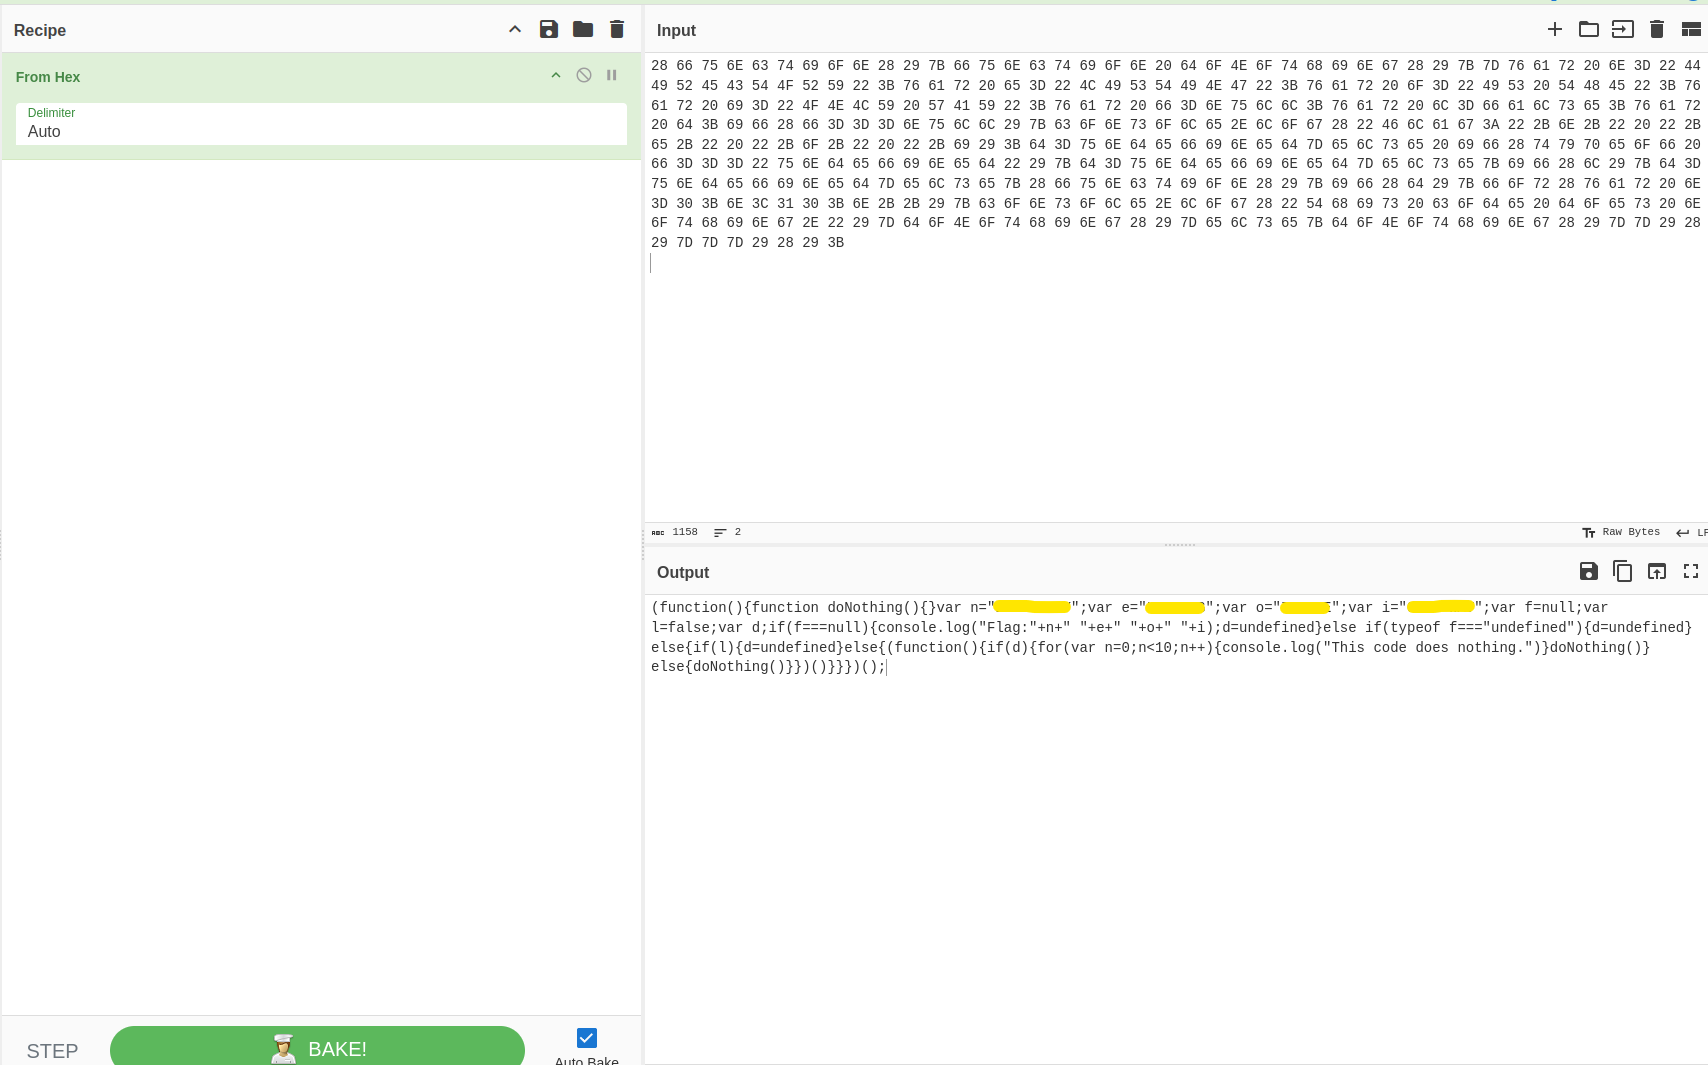 Recipe
From Hex
Delimiter
Auto
STEP
BAKE!
Auto Bake
Input
28 66 75 6E 63 74 69 6F 6E 28 29 7B 66 75 6E 63 74 69 6F 6E 20 64 6F 4E 6F 74 68 69 6E 67 28 29 7B 7D 76 61 72 20 6E 3D 22 44
49 52 45 43 54 4F 52 59 22 3B 76 61 72 20 65 3D 22 4C 49 53 54 49 4E 47 22 3B 76 61 72 20 6F 3D 22 49 53 20 54 48 45 22 3B 76
61 72 20 69 3D 22 4F 4E 4C 59 20 57 41 59 22 3B 76 61 72 20 66 3D 6E 75 6C 6C 3B 76 61 72 20 6C 3D 66 61 6C 73 65 3B 76 61 72
20 64 3B 69 66 28 66 3D 3D 3D 6E 75 6C 6C 29 7B 63 6F 6E 73 6F 6C 65 2E 6C 6F 67 28 22 46 6C 61 67 3A 22 2B 6E 2B 22 20 22 2B
65 2B 22 20 22 2B 6F 2B 22 20 22 2B 69 29 3B 64 3D 75 6E 64 65 66 69 6E 65 64 7D 65 6C 73 65 20 69 66 28 74 79 70 65 6F 66 20
66 3D 3D 3D 22 75 6E 64 65 66 69 6E 65 64 22 29 7B 64 3D 75 6E 64 65 66 69 6E 65 64 7D 65 6C 73 65 7B 69 66 28 6C 29 7B 64 3D
75 6E 64 65 66 69 6E 65 64 7D 65 6C 73 65 7B 28 66 75 6E 63 74 69 6F 6E 28 29 7B 69 66 28 64 29 7B 66 6F 72 28 76 61 72 20 6E
3D 30 3B 6E 3C 31 30 3B 6E 2B 2B 29 7B 63 6F 6E 73 6F 6C 65 2E 6C 6F 67 28 22 54 68 69 73 20 63 6F 64 65 20 64 6F 65 73 20 6E
6F 74 68 69 6E 67 2E 22 29 7D 64 6F 4E 6F 74 68 69 6E 67 28 29 7D 65 6C 73 65 7B 64 6F 4E 6F 74 68 69 6E 67 28 29 7D 7D 29 28
29 7D 7D 7D 29 28 29 3B
1158 2
Raw Bytes LF
Output
(function(){function doNothing(){}var n="";var e="";var o="";var i="";var f=null;var
l=false;var d;if(f===null){console.log("Flag:"+n+" "+e+" "+o+" "+i);d=undefined}else if(typeof f==="undefined"){d=undefined}
else{if(l){d=undefined}else{(function(){if(d){for(var n=0;n<10;n++){console.log("This code does nothing.")}doNothing()}
else{doNothing()}})()}}})();